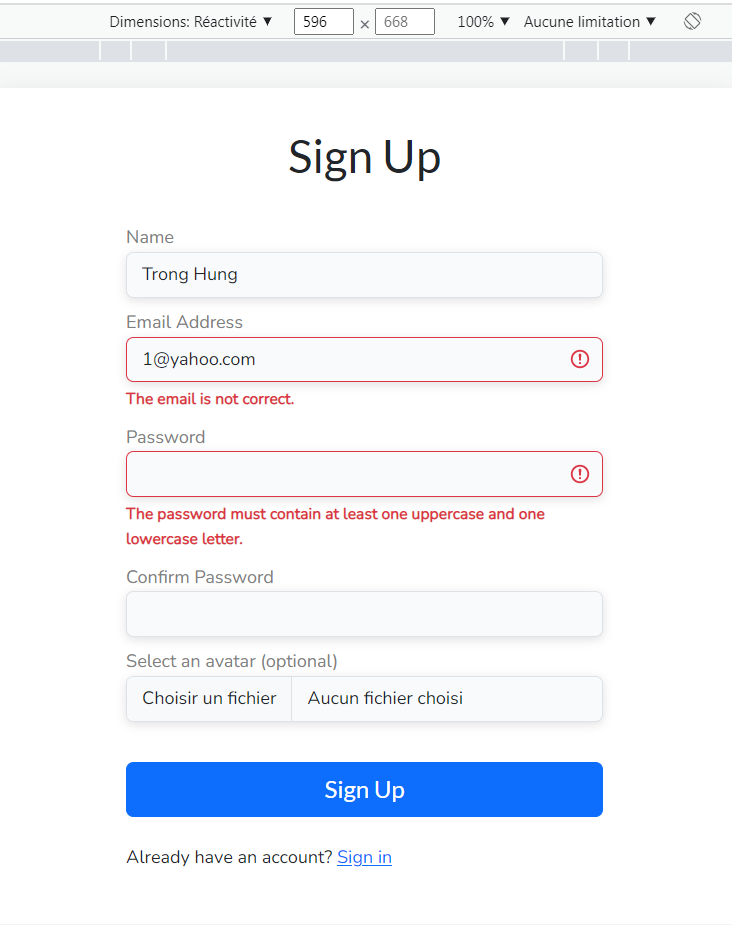 Dimensions: Réactivité ▼ 596 × 668 100% ▼ Aucune limitation ▼
Sign Up
Name
Trong Hung
Email Address
1@yahoo.com
The email is not correct.
Password
The password must contain at least one uppercase and one
lowercase letter.
Confirm Password
Select an avatar (optional)
Choisir un fichier Aucun fichier choisi
Sign Up
Already have an account? Sign in